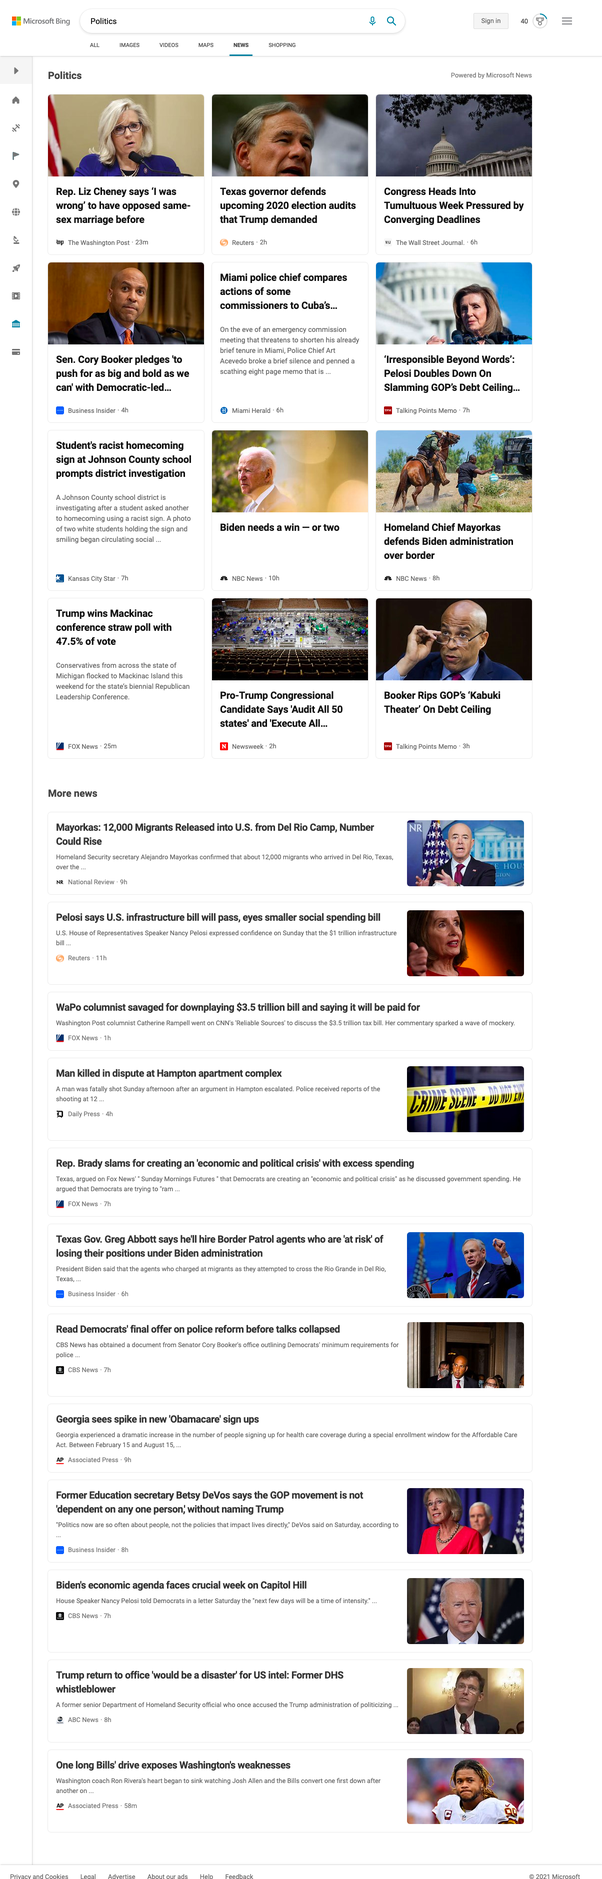 Microsoft Bing
Politics
Sign in
40
ALL IMAGES VIDEOS MAPS NEWS SHOPPING
Politics
Powered by Microsoft News
Rep. Liz Cheney says 'I was
wrong' to have opposed same-
sex marriage before
The Washington Post · 23m
Texas governor defends
upcoming 2020 election audits
that Trump demanded
Reuters · 2h
Congress Heads Into
Tumultuous Week Pressured by
Converging Deadlines
The Wall Street Journal. · 6h
Sen. Cory Booker pledges 'to
push for as big and bold as we
can' with Democratic-led...
Business Insider · 4h
Miami police chief compares
actions of some
commissioners to Cuba's...
On the eve of an emergency commission
meeting that threatens to shorten his already
brief tenure in Miami, Police Chief Art
Acevedo broke a brief silence and penned a
scathing eight page memo that is ...
Miami Herald · 6h
'Irresponsible Beyond Words':
Pelosi Doubles Down On
Slamming GOP's Debt Ceiling...
Talking Points Memo · 7h
Student's racist homecoming
sign at Johnson County school
prompts district investigation
A Johnson County school district is
investigating after a student asked another
to homecoming using a racist sign. A photo
of two white students holding the sign and
smiling began circulating social ...
Kansas City Star · 7h
Biden needs a win — or two
NBC News · 10h
Homeland Chief Mayorkas
defends Biden administration
over border
NBC News · 8h
Trump wins Mackinac
conference straw poll with
47.5% of vote
Conservatives from across the state of
Michigan flocked to Mackinac Island this
weekend for the state's biennial Republican
Leadership Conference.
FOX News · 25m
Pro-Trump Congressional
Candidate Says 'Audit All 50
states' and 'Execute All...
Newsweek · 2h
Booker Rips GOP's 'Kabuki
Theater' On Debt Ceiling
Talking Points Memo · 3h
More news
Mayorkas: 12,000 Migrants Released into U.S. from Del Rio Camp, Number
Could Rise
Homeland Security secretary Alejandro Mayorkas confirmed that about 12,000 migrants who arrived in Del Rio, Texas,
over the ...
NR National Review · 9h
NR
Pelosi says U.S. infrastructure bill will pass, eyes smaller social spending bill
U.S. House of Representatives Speaker Nancy Pelosi expressed confidence on Sunday that the $1 trillion infrastructure
bill ...
Reuters · 11h
WaPo columnist savaged for downplaying $3.5 trillion bill and saying it will be paid for
Washington Post columnist Catherine Rampell went on CNN's 'Reliable Sources' to discuss the $3.5 trillion tax bill. Her commentary sparked a wave of mockery.
FOX News · 1h
Man killed in dispute at Hampton apartment complex
A man was fatally shot Sunday afternoon after an argument in Hampton escalated. Police received reports of the
shooting at 12 ...
Daily Press · 4h
CRIME SCENE - DO NOT ENT
Rep. Brady slams for creating an 'economic and political crisis' with excess spending
Texas, argued on Fox News' " Sunday Mornings Futures " that Democrats are creating an "economic and political crisis" as he discussed government spending. He
argued that Democrats are trying to "ram ...
FOX News · 7h
Texas Gov. Greg Abbott says he'll hire Border Patrol agents who are 'at risk' of
losing their positions under Biden administration
President Biden said that the agents who charged at migrants as they attempted to cross the Rio Grande in Del Rio,
Texas, ...
Business Insider · 6h
Read Democrats' final offer on police reform before talks collapsed
CBS News has obtained a document from Senator Cory Booker's office outlining Democrats' minimum requirements for
police ...
CBS News · 7h
Georgia sees spike in new 'Obamacare' sign ups
Georgia experienced a dramatic increase in the number of people signing up for health care coverage during a special enrollment window for the Affordable Care
Act. Between February 15 and August 15, ...
AP Associated Press · 9h
Former Education secretary Betsy DeVos says the GOP movement is not
'dependent on any one person,' without naming Trump
"Politics now are so often about people, not the policies that impact lives directly," DeVos said on Saturday, according to
...
Business Insider · 8h
Biden's economic agenda faces crucial week on Capitol Hill
House Speaker Nancy Pelosi told Democrats in a letter Saturday the "next few days will be a time of intensity." ...
CBS News · 7h
Trump return to office 'would be a disaster' for US intel: Former DHS
whistleblower
A former senior Department of Homeland Security official who once accused the Trump administration of politicizing ...
ABC News · 8h
One long Bills' drive exposes Washington's weaknesses
Washington coach Ron Rivera's heart began to sink watching Josh Allen and the Bills convert one first down after
another on ...
AP Associated Press · 58m
Privacy and Cookies Legal Advertise About our ads Help Feedback
© 2021 Microsoft